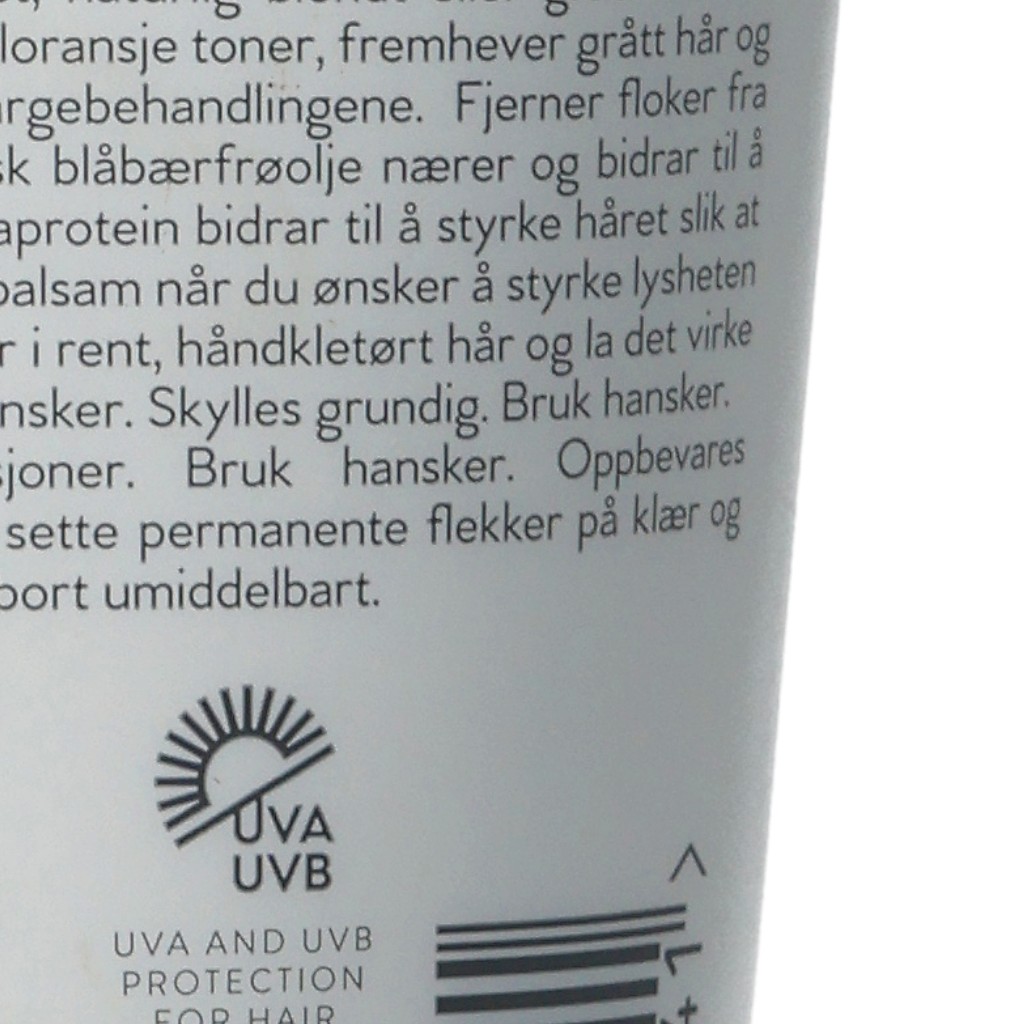 loransje toner, fremhever grått hår og
rgebehandlingene. Fjerner floker fra
sk blåbærfrøolje nærer og bidrar til å
aprotein bidrar til å styrke håret slik at
balsam når du ønsker å styrke lysheten
r i rent, håndkletørt hår og la det virke
nsker. Skylles grundig. Bruk hansker.
sjoner. Bruk hansker. Oppbevares
sette permanente flekker på klær og
bort umiddelbart.
UVA
UVB
UVA AND UVB
PROTECTION
FOR HAIR